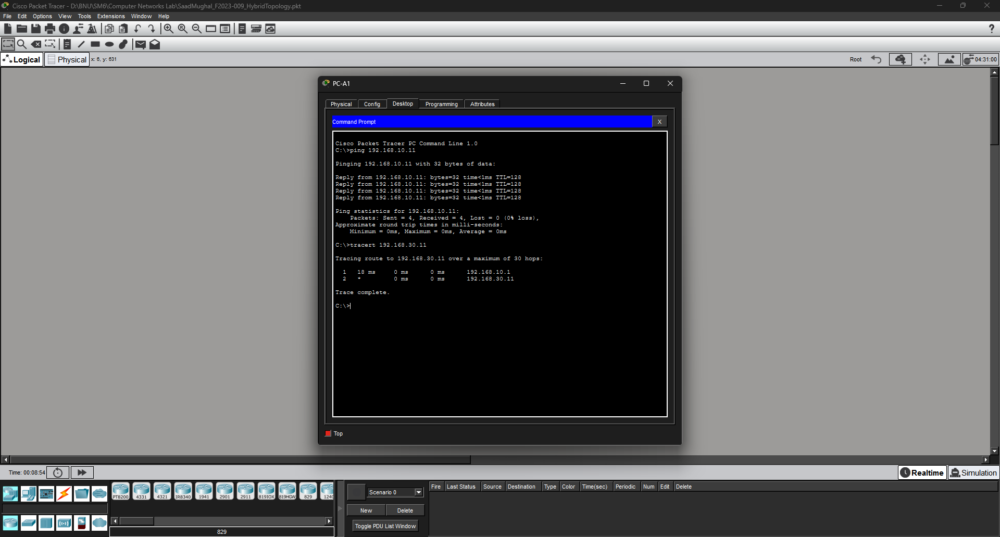 Cisco Packet Tracer - D:\BNU\SM6\Computer Networks Lab\SaadMughal_F2023-009_HybridTopology.pkt
File Edit Options View Tools Extensions Window Help
Logical Physical x: 6, y: 631 Root 04:31:00
PC-A1
Physical Config Desktop Programming Attributes
Command Prompt X
Cisco Packet Tracer PC Command Line 1.0
C:\>ping 192.168.10.11
Pinging 192.168.10.11 with 32 bytes of data:
Reply from 192.168.10.11: bytes=32 time<1ms TTL=128
Reply from 192.168.10.11: bytes=32 time<1ms TTL=128
Reply from 192.168.10.11: bytes=32 time<1ms TTL=128
Reply from 192.168.10.11: bytes=32 time<1ms TTL=128
Ping statistics for 192.168.10.11:
Packets: Sent = 4, Received = 4, Lost = 0 (0% loss),
Approximate round trip times in milli-seconds:
Minimum = 0ms, Maximum = 0ms, Average = 0ms
C:\>tracert 192.168.30.11
Tracing route to 192.168.30.11 over a maximum of 30 hops:
1 18 ms 0 ms 0 ms 192.168.10.1
2 * 0 ms 0 ms 192.168.30.11
Trace complete.
C:\>
Top
Time: 00:08:54 Realtime Simulation
PT8200 4331 4321 IR8340 1941 2901 2911 819IOX 819HGW 829 1240
829
Scenario 0
New Delete
Toggle PDU List Window
Fire Last Status Source Destination Type Color Time(sec) Periodic Num Edit Delete